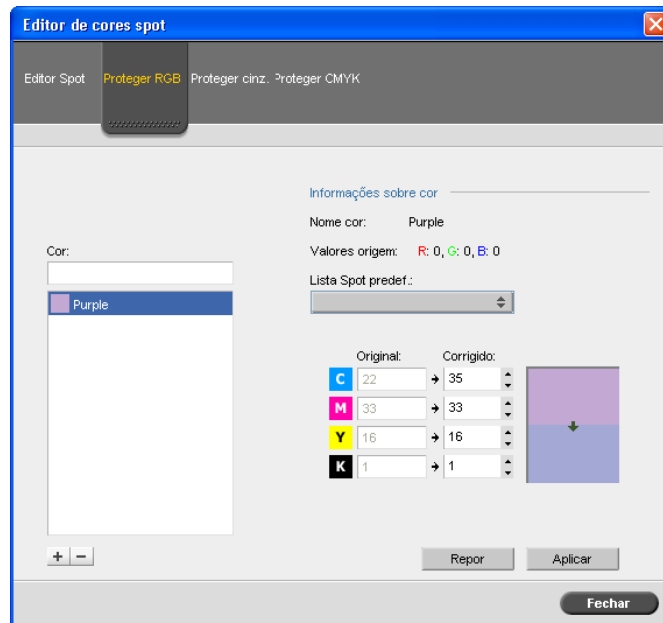 Editor de cores spot
Editor Spot
Proteger RGB
Proteger cinz.
Proteger CMYK
Informações sobre cor
Nome cor: Purple
Valores origem: R: 0, G: 0, B: 0
Lista Spot predef.:
Cor:
Purple
Original: Corrigido:
C 22 35
M 33 33
Y 16 16
K 1 1
Repor
Aplicar
Fechar